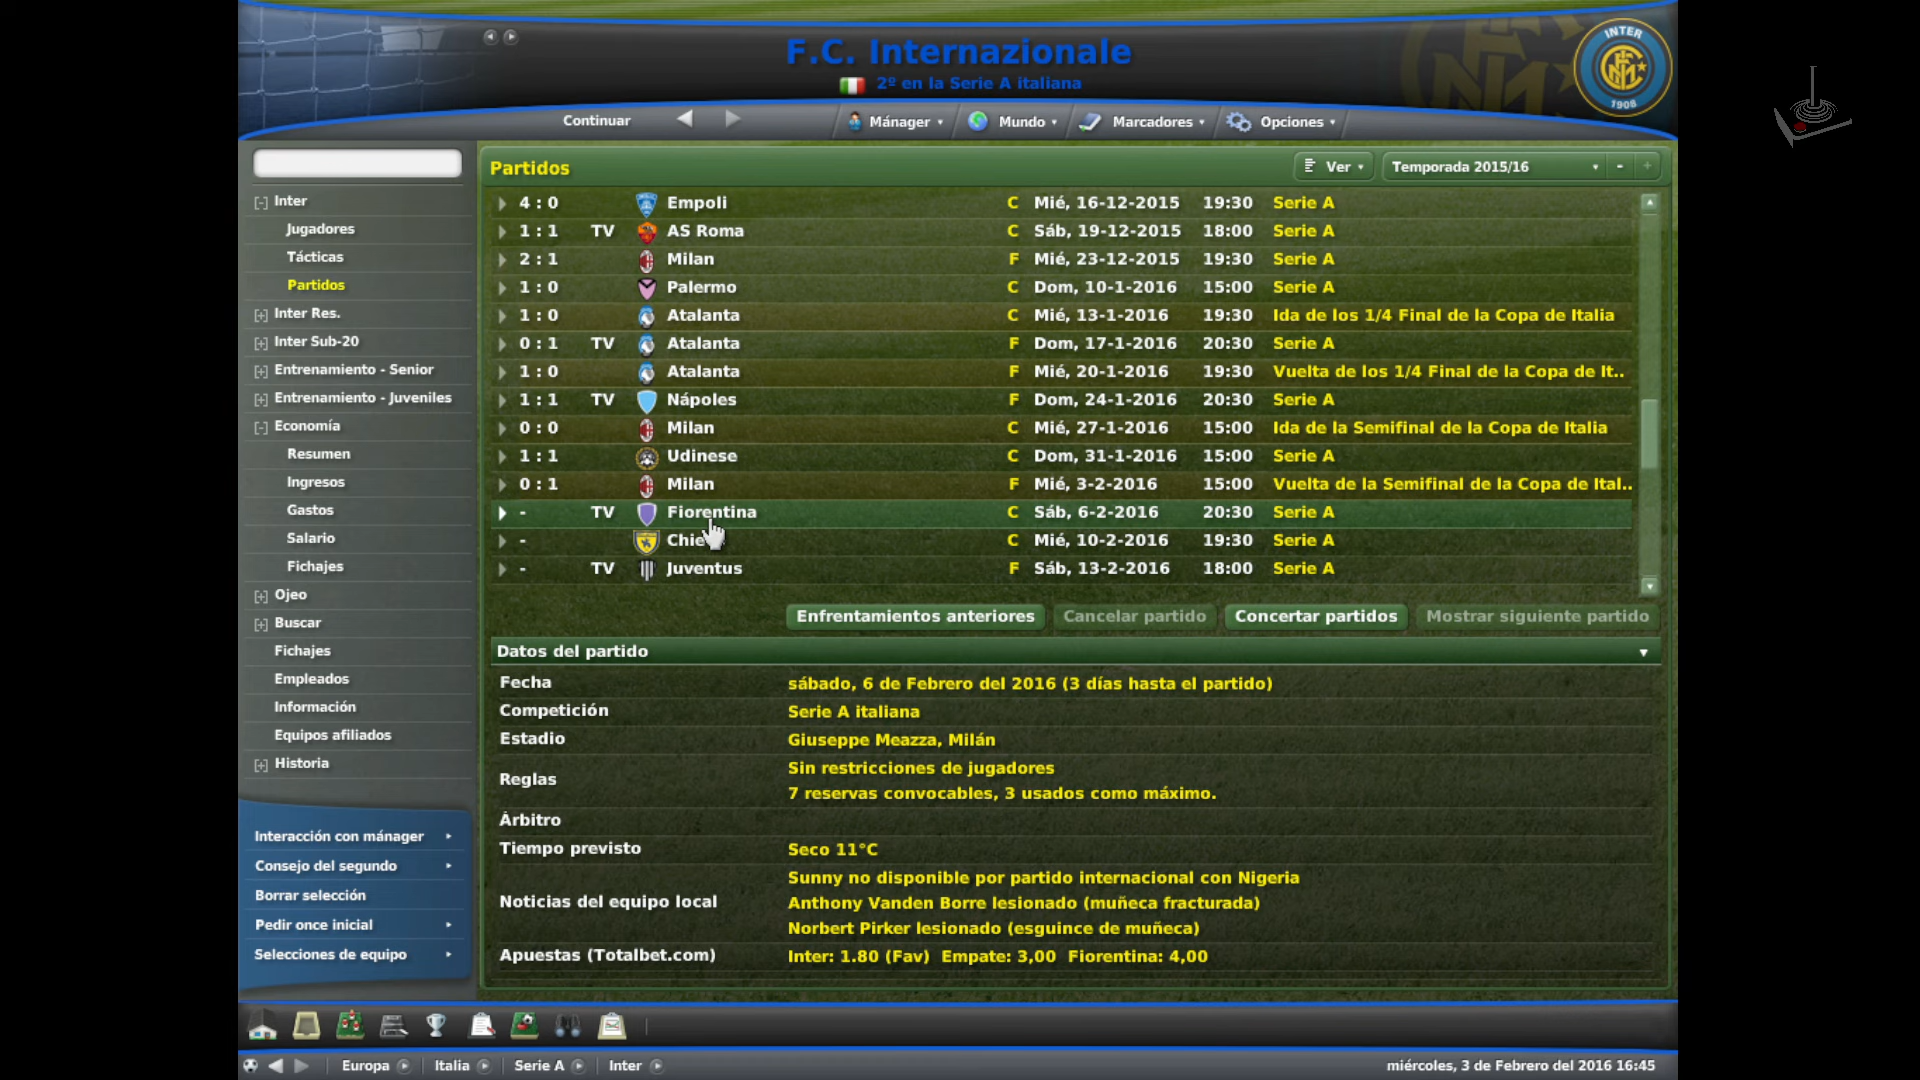 F.C. Internazionale
2º en la Serie A italiana
INTER
1908
Continuar
Mánager
Mundo
Marcadores
Opciones
Partidos
Ver
Temporada 2015/16
- +
[-] Inter
Jugadores
Tácticas
Partidos
[+] Inter Res.
[+] Inter Sub-20
[+] Entrenamiento - Senior
[+] Entrenamiento - Juveniles
[-] Economía
Resumen
Ingresos
Gastos
Salario
Fichajes
[+] Ojeo
[+] Buscar
Fichajes
Empleados
Información
Equipos afiliados
[+] Historia
Interacción con mánager
Consejo del segundo
Borrar selección
Pedir once inicial
Selecciones de equipo
4 : 0 Empoli C Mié, 16-12-2015 19:30 Serie A
1 : 1 TV AS Roma C Sáb, 19-12-2015 18:00 Serie A
2 : 1 Milan F Mié, 23-12-2015 19:30 Serie A
1 : 0 Palermo C Dom, 10-1-2016 15:00 Serie A
1 : 0 Atalanta C Mié, 13-1-2016 19:30 Ida de los 1/4 Final de la Copa de Italia
0 : 1 TV Atalanta F Dom, 17-1-2016 20:30 Serie A
1 : 0 Atalanta F Mié, 20-1-2016 19:30 Vuelta de los 1/4 Final de la Copa de It..
1 : 1 TV Nápoles F Dom, 24-1-2016 20:30 Serie A
0 : 0 Milan C Mié, 27-1-2016 15:00 Ida de la Semifinal de la Copa de Italia
1 : 1 Udinese C Dom, 31-1-2016 15:00 Serie A
0 : 1 Milan F Mié, 3-2-2016 15:00 Vuelta de la Semifinal de la Copa de Ital..
- TV Fiorentina C Sáb, 6-2-2016 20:30 Serie A
- C Mié, 10-2-2016 19:30 Serie A
- TV Juventus F Sáb, 13-2-2016 18:00 Serie A
Enfrentamientos anteriores
Cancelar partido
Concertar partidos
Mostrar siguiente partido
Datos del partido
Fecha sábado, 6 de Febrero del 2016 (3 días hasta el partido)
Competición Serie A italiana
Estadio Giuseppe Meazza, Milán
Reglas Sin restricciones de jugadores
7 reservas convocables, 3 usados como máximo.
Árbitro
Tiempo previsto Seco 11°C
Noticias del equipo local Sunny no disponible por partido internacional con Nigeria
Anthony Vanden Borre lesionado (muñeca fracturada)
Norbert Pirker lesionado (esguince de muñeca)
Apuestas (Totalbet.com) Inter: 1.80 (Fav) Empate: 3,00 Fiorentina: 4,00
Europa
Italia
Serie A
Inter
miércoles, 3 de Febrero del 2016 16:45